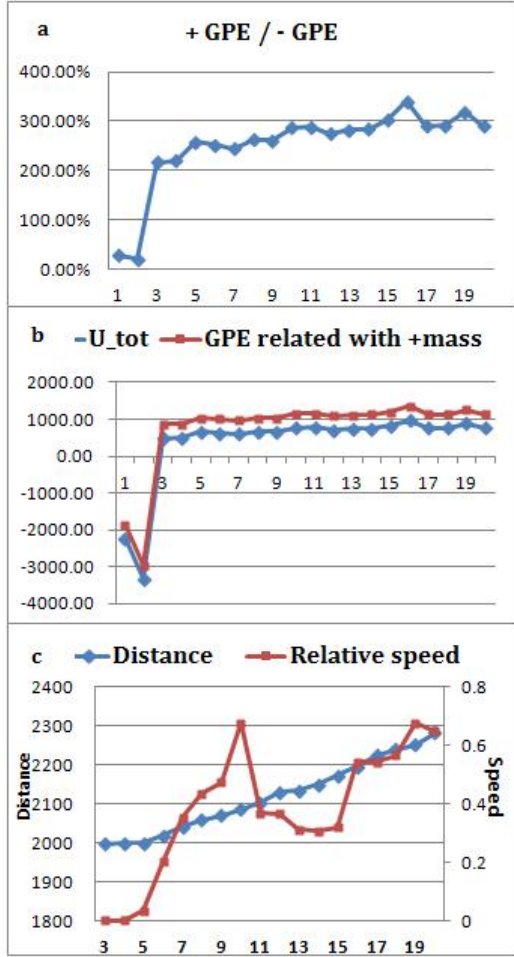 a + GPE / - GPE
400.00%
300.00%
200.00%
100.00%
0.00%
1 3 5 7 9 11 13 15 17 19
b U_tot GPE related with +mass
2000.00
1000.00
0.00
1 3 5 7 9 11 13 15 17 19
-1000.00
-2000.00
-3000.00
-4000.00
c Distance Relative speed
2400 0.8
2300
0.6
2200
Distance
2100 0.4
Speed
2000
0.2
1900
1800 0
3 5 7 9 11 13 15 17 19